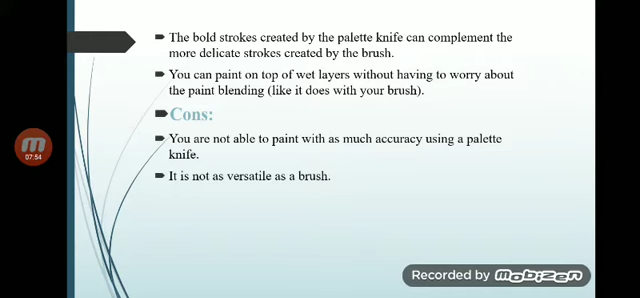 The bold strokes created by the palette knife can complement the
more delicate strokes created by the brush.
You can paint on top of wet layers without having to worry about
the paint blending (like it does with your brush).
Cons:
You are not able to paint with as much accuracy using a palette
knife.
It is not as versatile as a brush.
07:54
Recorded by mobizen